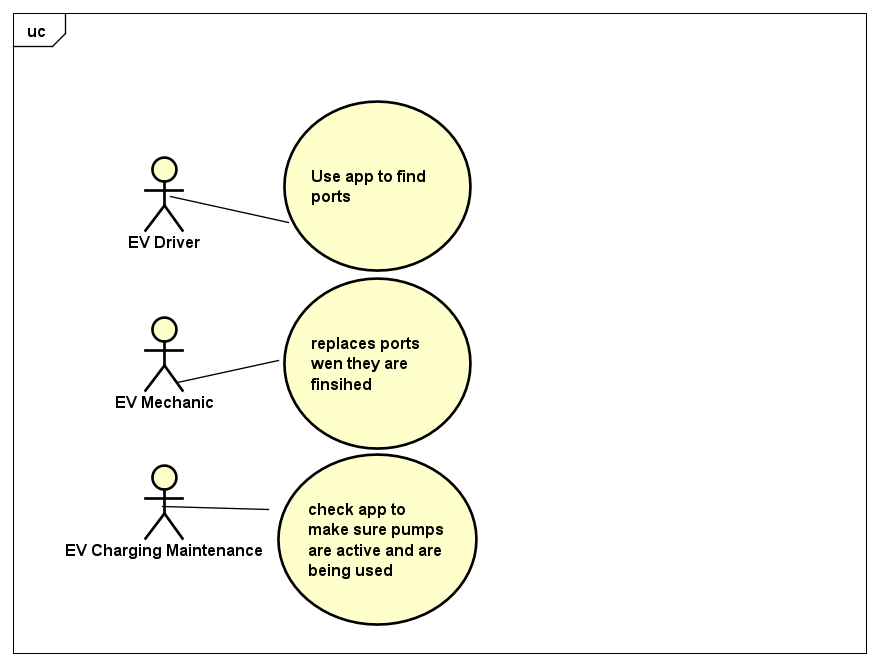 uc
Use app to find
ports
EV Driver
replaces ports
wen they are
finsihed
EV Mechanic
check app to
make sure pumps
are active and are
being used
EV Charging Maintenance